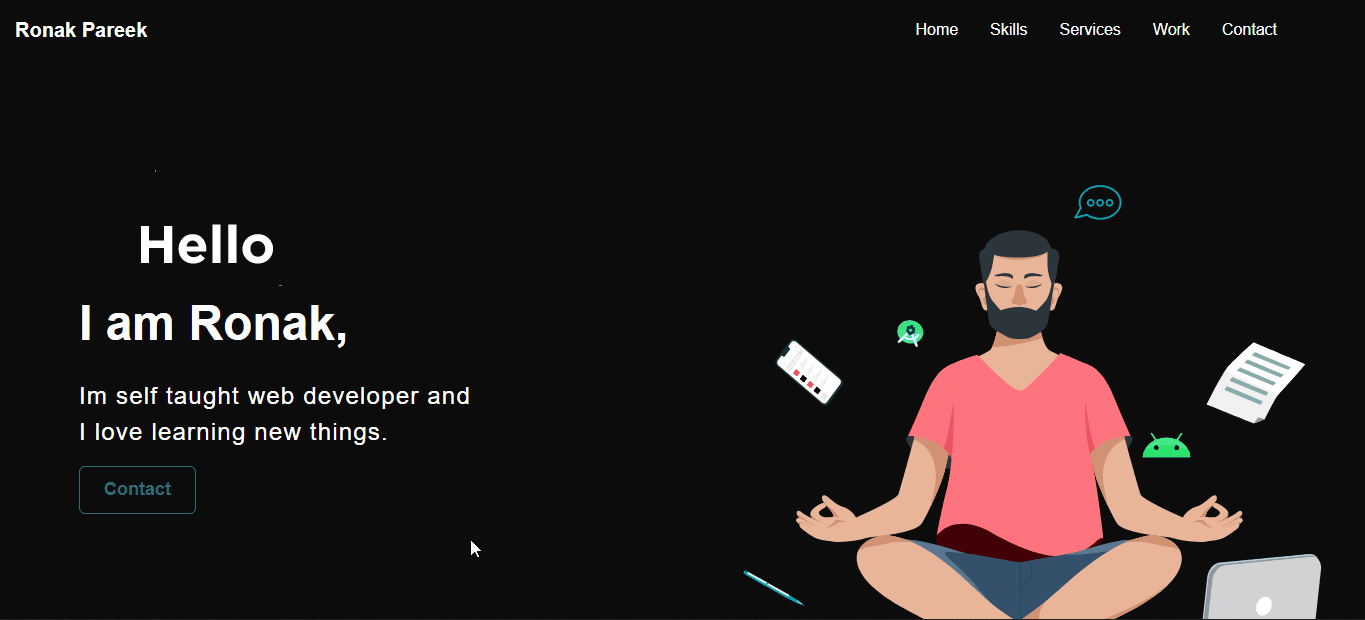 Ronak Pareek
Home Skills Services Work Contact
Hello
I am Ronak,
Im self taught web developer and
I love learning new things.
Contact